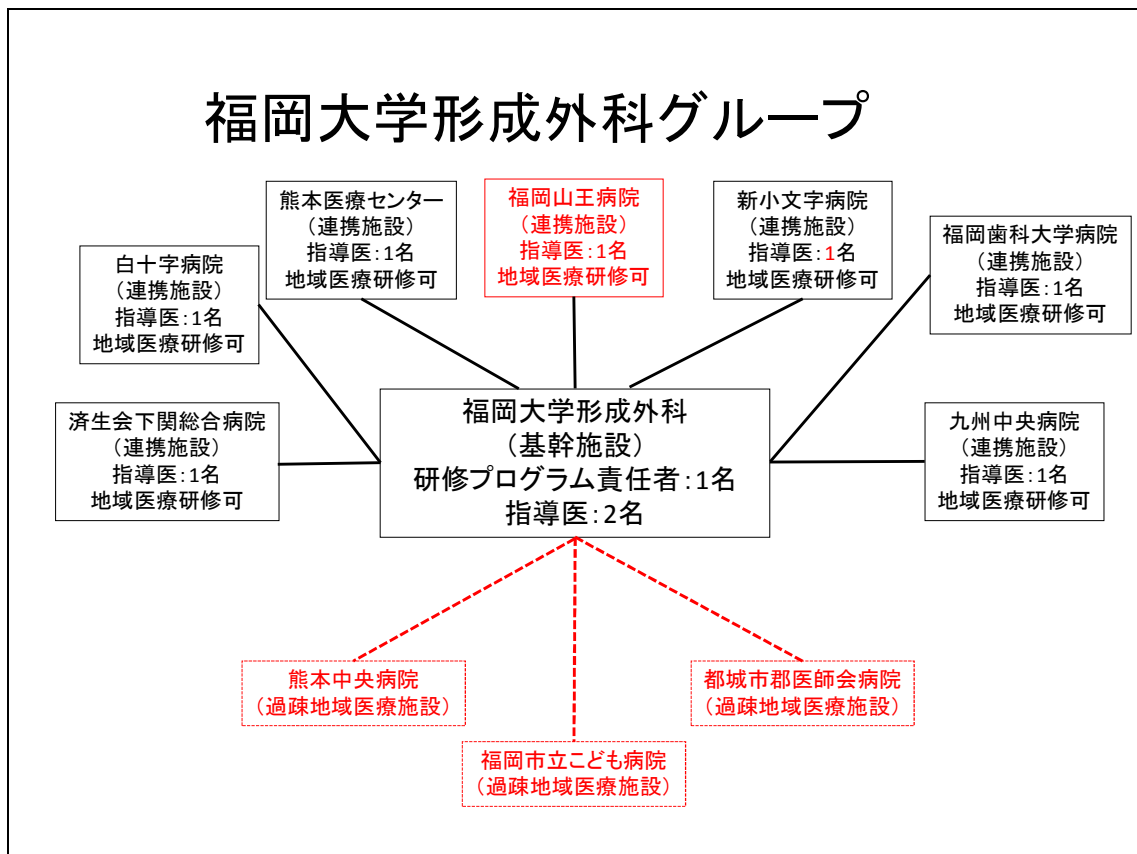 福岡大学形成外科グループ
熊本医療センター
(連携施設)
指導医:1名
地域医療研修可
福岡山王病院
(連携施設)
指導医:1名
地域医療研修可
新小文字病院
(連携施設)
指導医:1名
地域医療研修可
福岡歯科大学病院
(連携施設)
指導医:1名
地域医療研修可
白十字病院
(連携施設)
指導医:1名
地域医療研修可
済生会下関総合病院
(連携施設)
指導医:1名
地域医療研修可
福岡大学形成外科
(基幹施設)
研修プログラム責任者:1名
指導医:2名
九州中央病院
(連携施設)
指導医:1名
地域医療研修可
熊本中央病院
(過疎地域医療施設)
福岡市立こども病院
(過疎地域医療施設)
都城市郡医師会病院
(過疎地域医療施設)